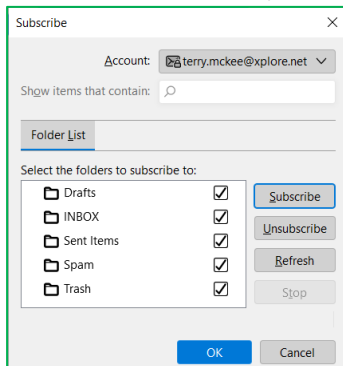 Subscribe
Account: terry.mckee@xplore.net
Show items that contain:
Folder List
Select the folders to subscribe to:
Drafts
INBOX
Sent Items
Spam
Trash
Subscribe
Unsubscribe
Refresh
Stop
OK Cancel